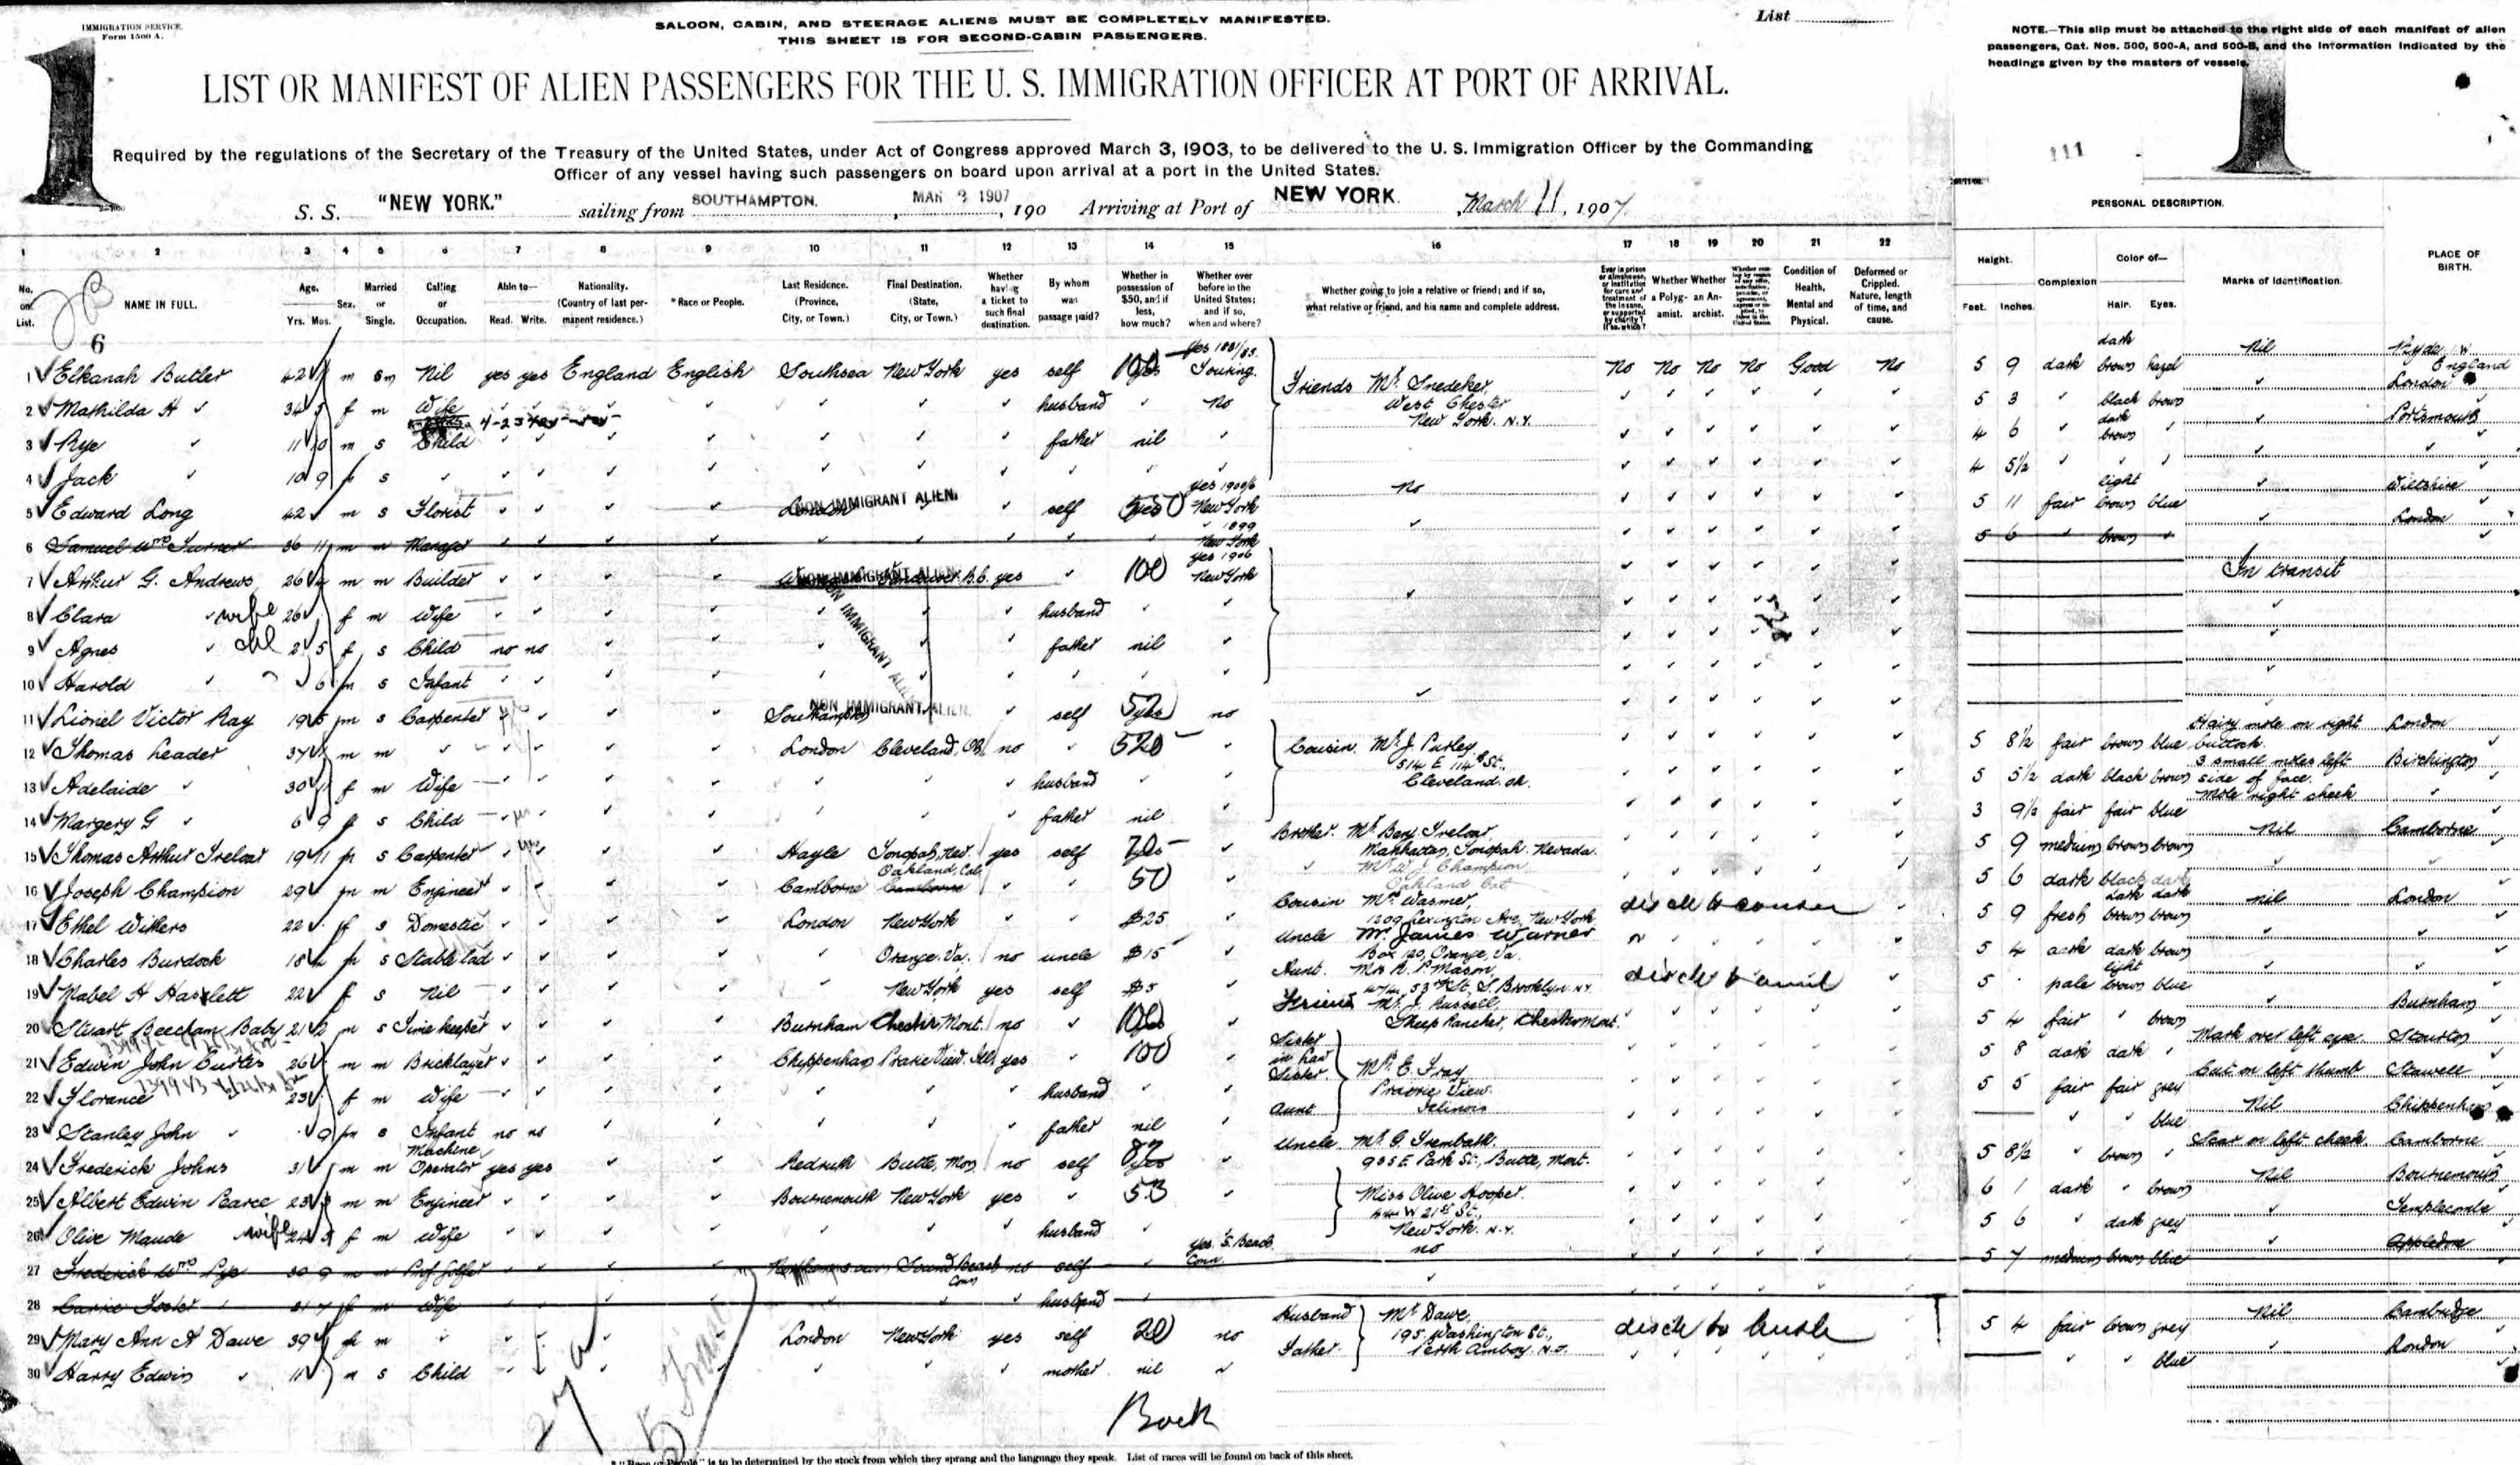 IMMIGRATION SERVICE.
Form 1500 A.
SALOON, CABIN, AND STEERAGE ALIENS MUST BE COMPLETELY MANIFESTED.
THIS SHEET IS FOR SECOND-CABIN PASSENGERS.
List
1
LIST OR MANIFEST OF ALIEN PASSENGERS FOR THE U. S. IMMIGRATION OFFICER AT PORT OF ARRIVAL.
Required by the regulations of the Secretary of the Treasury of the United States, under Act of Congress approved March 3, 1903, to be delivered to the U. S. Immigration Officer by the Commanding
Officer of any vessel having such passengers on board upon arrival at a port in the United States.
S. S. "NEW YORK." sailing from SOUTHAMPTON. , MAR 2 1907 , 190 Arriving at Port of NEW YORK. March 11, 1907.
NOTE.—This slip must be attached to the right side of each manifest of alien
passengers, Cat. Nos. 500, 500-A, and 500-B, and the information indicated by the
headings given by the masters of vessels.
1
111
PERSONAL DESCRIPTION.
1 2 3 4 5 6 7 8 9 10 11 12 13 14 15 16 17 18 19 20 21 22
No. on List.
NAME IN FULL.
Age. Yrs. Mos.
Sex.
Married or Single.
Calling or Occupation.
Able to— Read. Write.
Nationality. (Country of last permanent residence.)
*Race or People.
Last Residence. (Province, City, or Town.)
Final Destination. (State, City, or Town.)
Whether having a ticket to such final destination.
By whom was passage paid?
Whether in possession of $50, and if less, how much?
Whether ever before in the United States; and if so, when and where?
Whether going to join a relative or friend; and if so, what relative or friend, and his name and complete address.
Ever in prison or almshouse, or institution for care and treatment of the insane, or supported by charity? If so, which?
Whether a Polygamist.
Whether an Anarchist.
Condition of Health, Mental and Physical.
Deformed or Crippled. Nature, length of time, and cause.
Height. Feet. Inches.
Complexion
Color of— Hair. Eyes.
Marks of Identification.
PLACE OF BIRTH.
6
1 Elkanah Butler 42 m m Nil yes yes England English Southsea New York yes self 100 yes 1881/85. Touring. Friends Mr. Snedeker, West Chester New York. N.Y. No No No No Good No 5 9 dark dark brown hazel Nil Ryde I W England
2 Mathilda H 34 5 f m Wife husband No 5 3 black brown London
3 Rye 11 10 m s Child father nil 4 6 dark brown Portsmouth
4 Jack 10 9 s 4 5½
5 Edward Long 42 m s Florist London NON IMMIGRANT ALIEN. self 550 yes 1900/6 New York No 5 11 fair light brown blue Wiltshire
6 Samuel Wm Turner 36 11 m m Manager 1899 New York 5 6 brown London
7 Arthur G. Andrews 26 m m Builder NON IMMIGRANT ALIEN. Vancouver B.C. yes 100 yes 1906 New York In transit
8 Clara wife 26 f m Wife husband
9 Agnes 2 5 f s Child no no father nil
10 Harold 6 m s Infant
NON IMMIGRANT ALIEN
11 Lionel Victor Ray 19 5 m s Carpenter Southampton NON IMMIGRANT ALIEN. self 52 no
12 Thomas Leader 37 m m London Cleveland, Oh. no 520 Cousin. Mr. J. Purley, 514 E 114th St., Cleveland. Oh. 5 8½ fair brown blue Hairy mole on right buttock. London
13 Adelaide 30 11 f m Wife husband 5 5½ dark black brown 3 small moles left side of face. Birchington
14 Margery G 6 9 f s Child father nil 3 9½ fair fair blue Mole right cheek
15 Thomas Arthur Treloar 19 11 m s Carpenter Hayle Tonopah, Nev. yes self 20 Brother. Mr. Benj. Treloar, Manhattan, Tonopah. Nevada. 5 9 medium brown brown Nil Camborne
16 Joseph Champion 29 m m Engineer Camborne Oakland, Cal. 50 Mr. W. J. Champion Oakland Cal 5 6 dark black dark
17 Ethel Withers 22 f s Domestic London New York $25 Cousin Mrs. Wasmer, 1209 Lexington Ave, New York disch to cousin 5 9 fresh dark brown dark brown nil London
18 Charles Burdock 18 m s Stable lad Orange. Va. no uncle $15 Uncle Mr. James Warner Box 120, Orange, Va. 5 4 dark dark brown
19 Mabel H Haslett 22 f s Nil New York yes self $5 Aunt. Mrs R. P. Mason, 53rd St, S. Brooklyn N.Y. disch to aunt 5 pale light brown blue
20 Stuart Beecham Baby 21 2 m s Time keeper Burnham Chester, Mont. no 100 Friend Mr. J. Russell, Sheep Rancher, Chester Mont. 5 4 fair brown Burnham
21 Edwin John Curtis 26 m m Bricklayer Chippenham Prairie View. Ills. yes 100 Sister in law Mrs. E. Fray, Prairie View. Illinois 5 8 dark dark Mark over left eye. Stourton
22 Florance 23 f m Wife husband Sister. 5 5 fair fair grey Cut on left thumb Stawell
23 Stanley John 9 m s Infant no no father nil Aunt blue Nil Chippenham
24 Frederick Johns 31 m m Machine Operator yes yes Redruth Butte, Mon no self Uncle Mr. G. Trembath. 905 E. Park St., Butte, Mont. 5 8½ brown Scar on left cheek. Camborne
25 Albert Edwin Pearce 23 m m Engineer Bournemouth New York yes 53 Miss Olive Hooper. 44 W 21st St., New York. N.Y. 6 1 dark brown Nil Bournemouth
26 Olive Maude wife 24 5 f m Wife husband 5 6 dark grey Templecombe
27 Frederick Wm Pye 30 9 m m Prof. Golfer Sound Beach Conn no self yes. S. Beach Conn. no 5 7 medium brown blue Appledore
28 Carrie Foster 31 7 f m Wife husband
29 Mary Ann A Dawe 39 f m London New York yes self 20 no Husband Mr. Dawe, 195. Washington St., Perth Amboy. N.J. disch to husb 5 4 fair brown grey Nil Cambridge
30 Harry Edwin 11 m s Child mother. nil Father. blue London
27 a
Back
"Race or People" is to be determined by the stock from which they sprang and the language they speak. List of races will be found on back of this sheet.